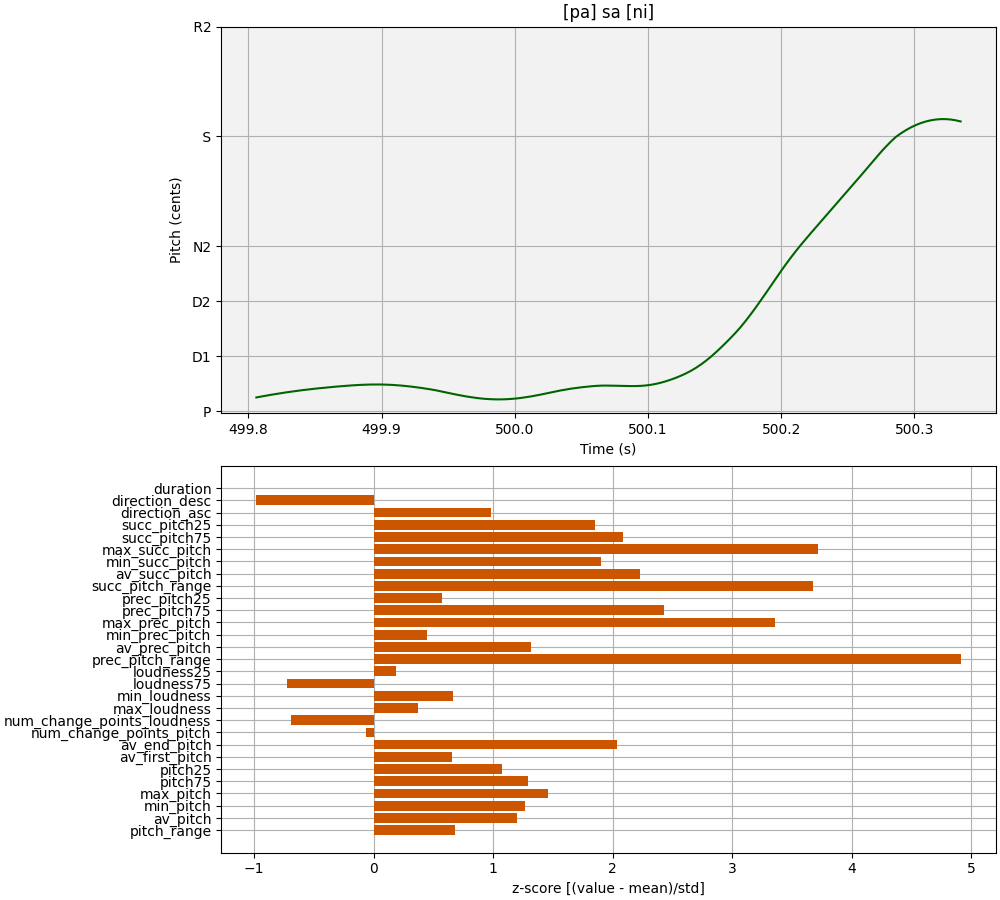 [pa] sa [ni]
R2
S
N2
D2
D1
P
Pitch (cents)
499.8 499.9 500.0 500.1 500.2 500.3
Time (s)
duration
direction_desc
direction_asc
succ_pitch25
succ_pitch75
max_succ_pitch
min_succ_pitch
av_succ_pitch
succ_pitch_range
prec_pitch25
prec_pitch75
max_prec_pitch
min_prec_pitch
av_prec_pitch
prec_pitch_range
loudness25
loudness75
min_loudness
max_loudness
num_change_points_loudness
num_change_points_pitch
av_end_pitch
av_first_pitch
pitch25
pitch75
max_pitch
min_pitch
av_pitch
pitch_range
−1 0 1 2 3 4 5
z-score [(value - mean)/std]